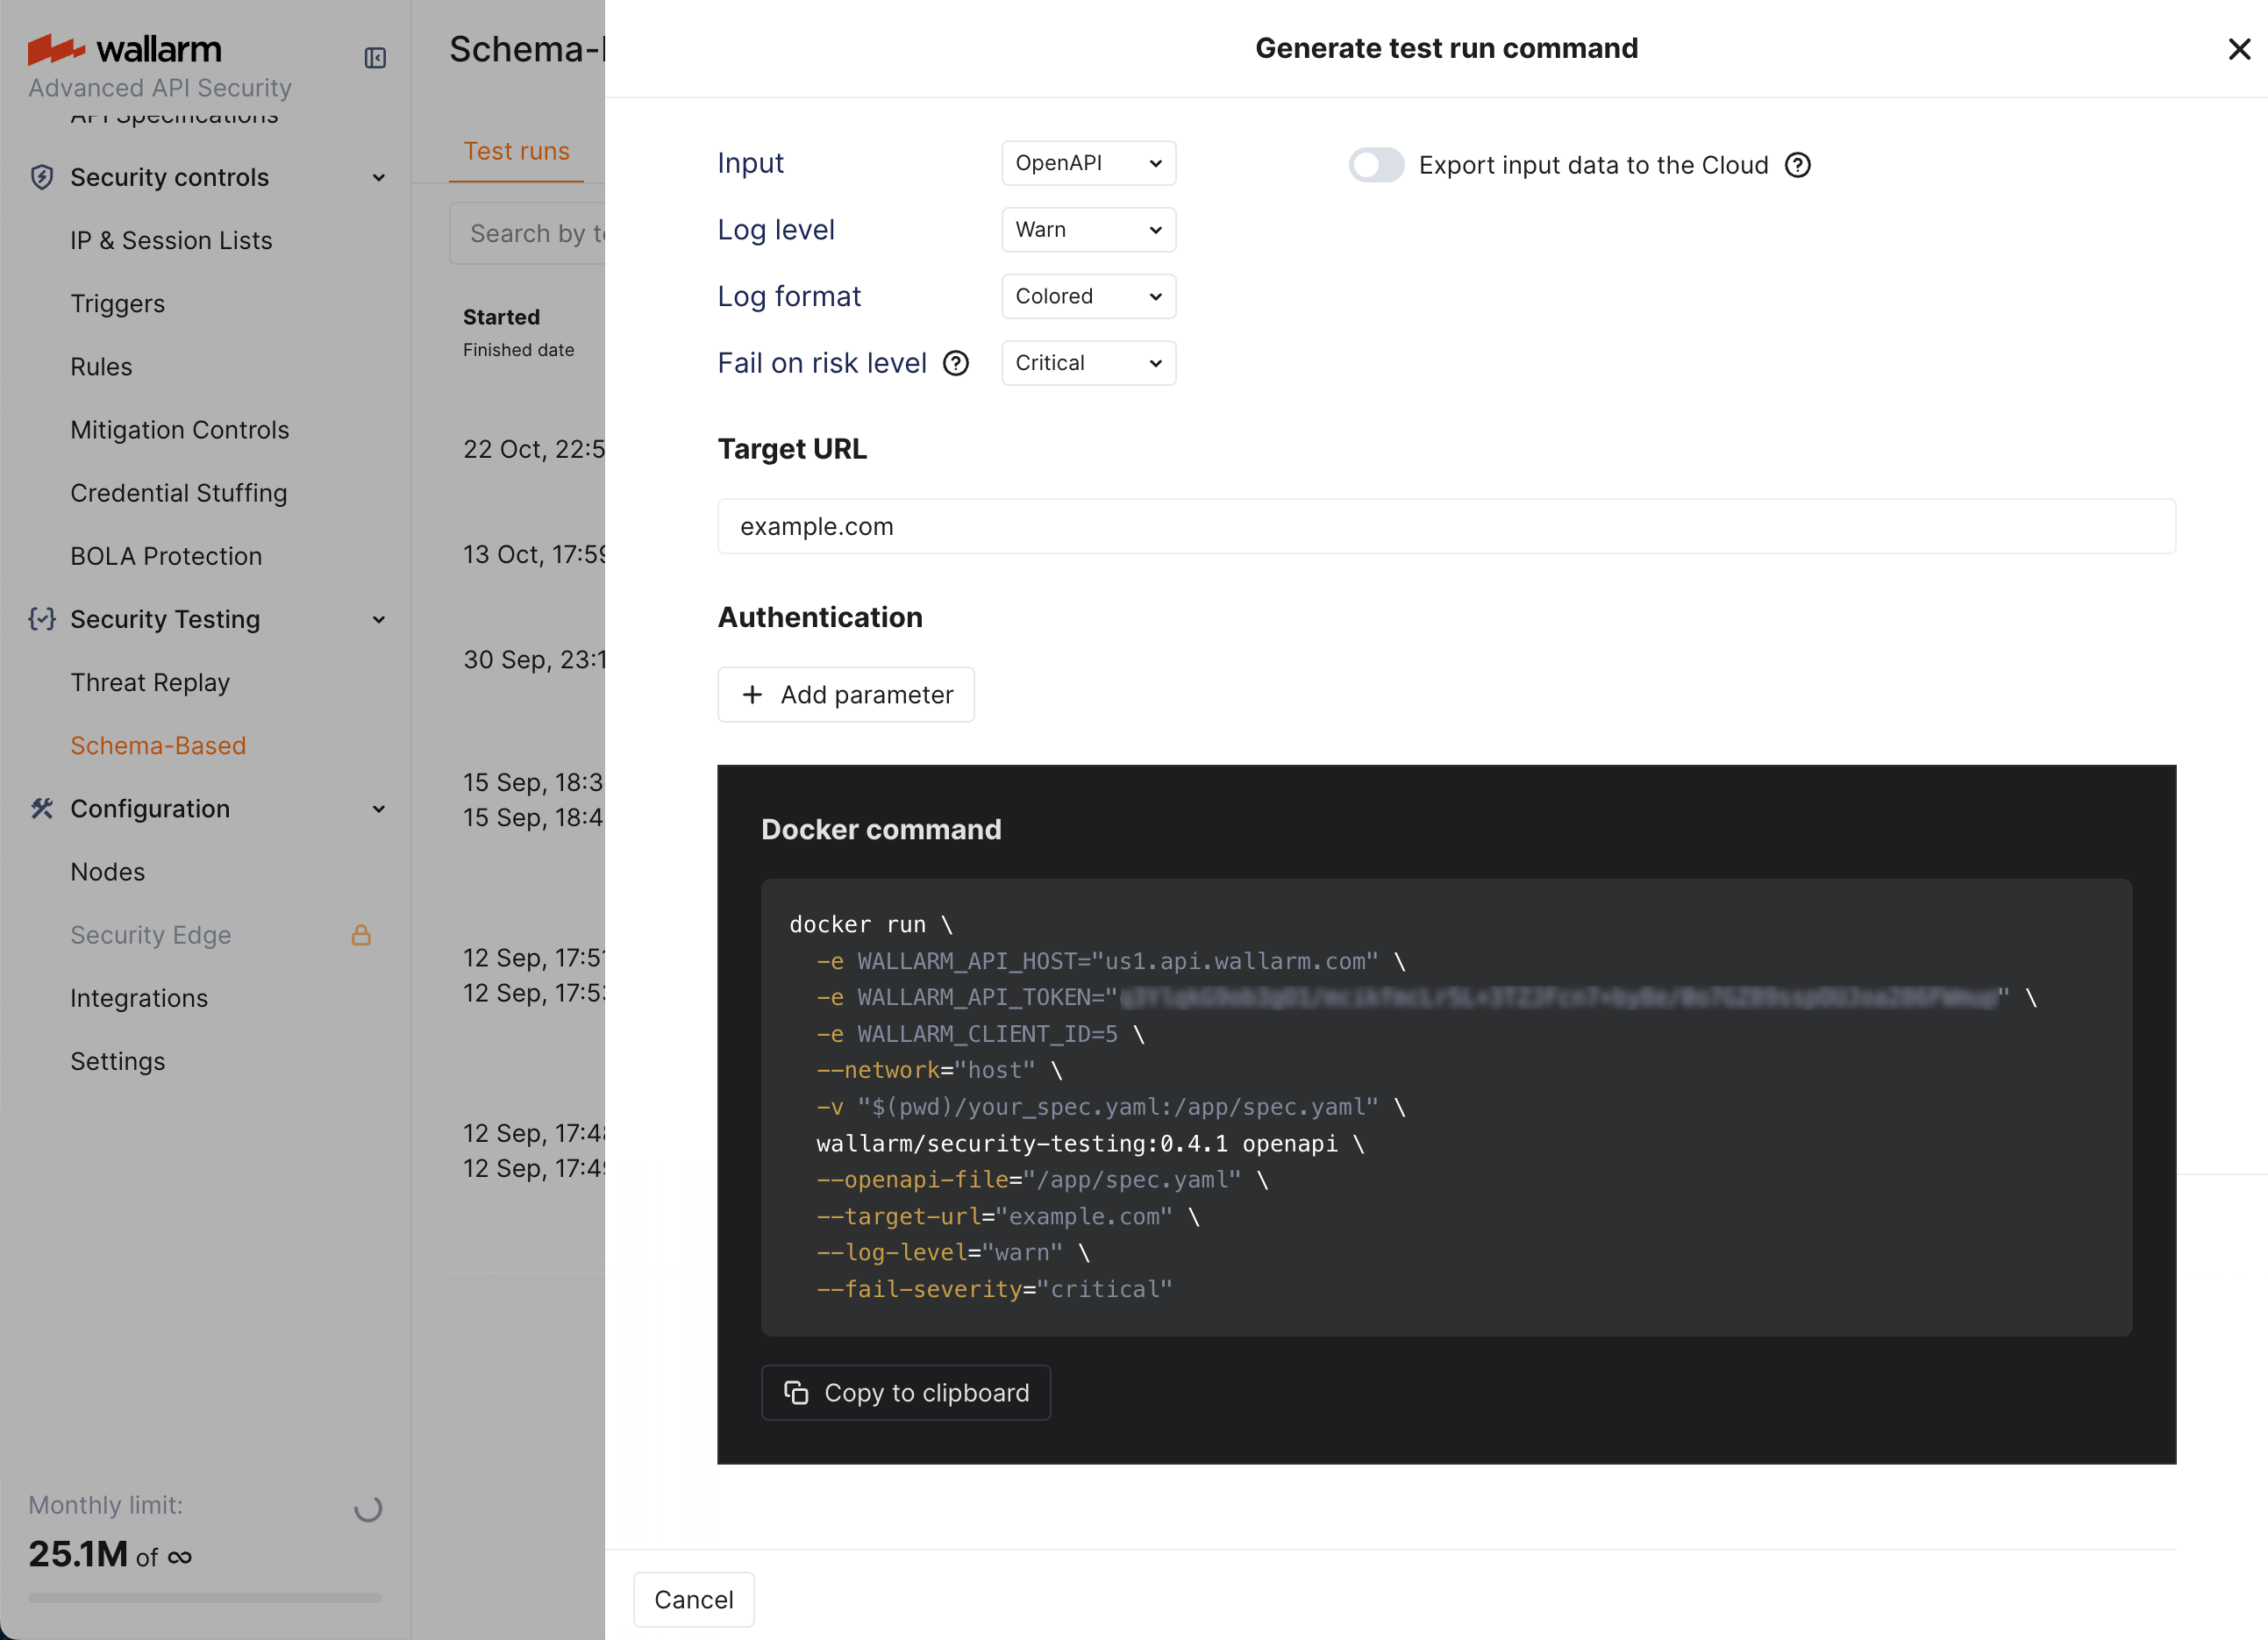 wallarm
Advanced API Security
API Specifications
Security controls
IP & Session Lists
Triggers
Rules
Mitigation Controls
Credential Stuffing
BOLA Protection
Security Testing
Threat Replay
Schema-Based
Configuration
Nodes
Security Edge
Integrations
Settings
Monthly limit:
25.1M of ∞
Schema-
Test runs
Search by t
Started
Finished date
22 Oct, 22:5
13 Oct, 17:59
30 Sep, 23:1
15 Sep, 18:3
15 Sep, 18:4
12 Sep, 17:51
12 Sep, 17:53
12 Sep, 17:48
12 Sep, 17:49
Generate test run command
Input OpenAPI Export input data to the Cloud
Log level Warn
Log format Colored
Fail on risk level Critical
Target URL
example.com
Authentication
+ Add parameter
Docker command
docker run \
-e WALLARM_API_HOST="us1.api.wallarm.com" \
-e WALLARM_API_TOKEN="" \
-e WALLARM_CLIENT_ID=5 \
--network="host" \
-v "$(pwd)/your_spec.yaml:/app/spec.yaml" \
wallarm/security-testing:0.4.1 openapi \
--openapi-file="/app/spec.yaml" \
--target-url="example.com" \
--log-level="warn" \
--fail-severity="critical"
Copy to clipboard
Cancel